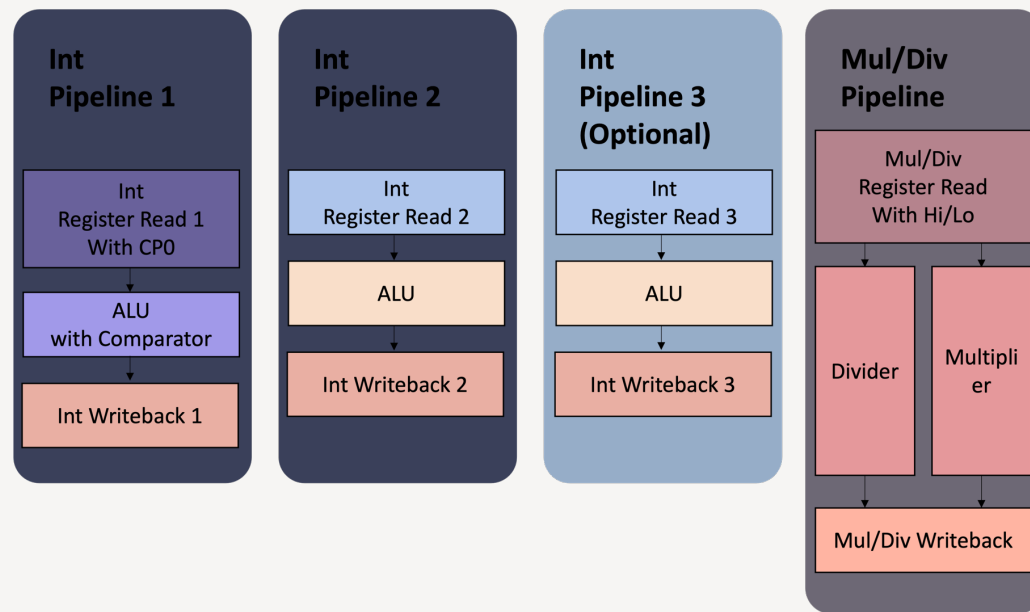 Int
Pipeline 1
Int
Register Read 1
With CP0
ALU
with Comparator
Int Writeback 1
Int
Pipeline 2
Int
Register Read 2
ALU
Int Writeback 2
Int
Pipeline 3
(Optional)
Int
Register Read 3
ALU
Int Writeback 3
Mul/Div
Pipeline
Mul/Div
Register Read
With Hi/Lo
Divider
Multipli
er
Mul/Div Writeback